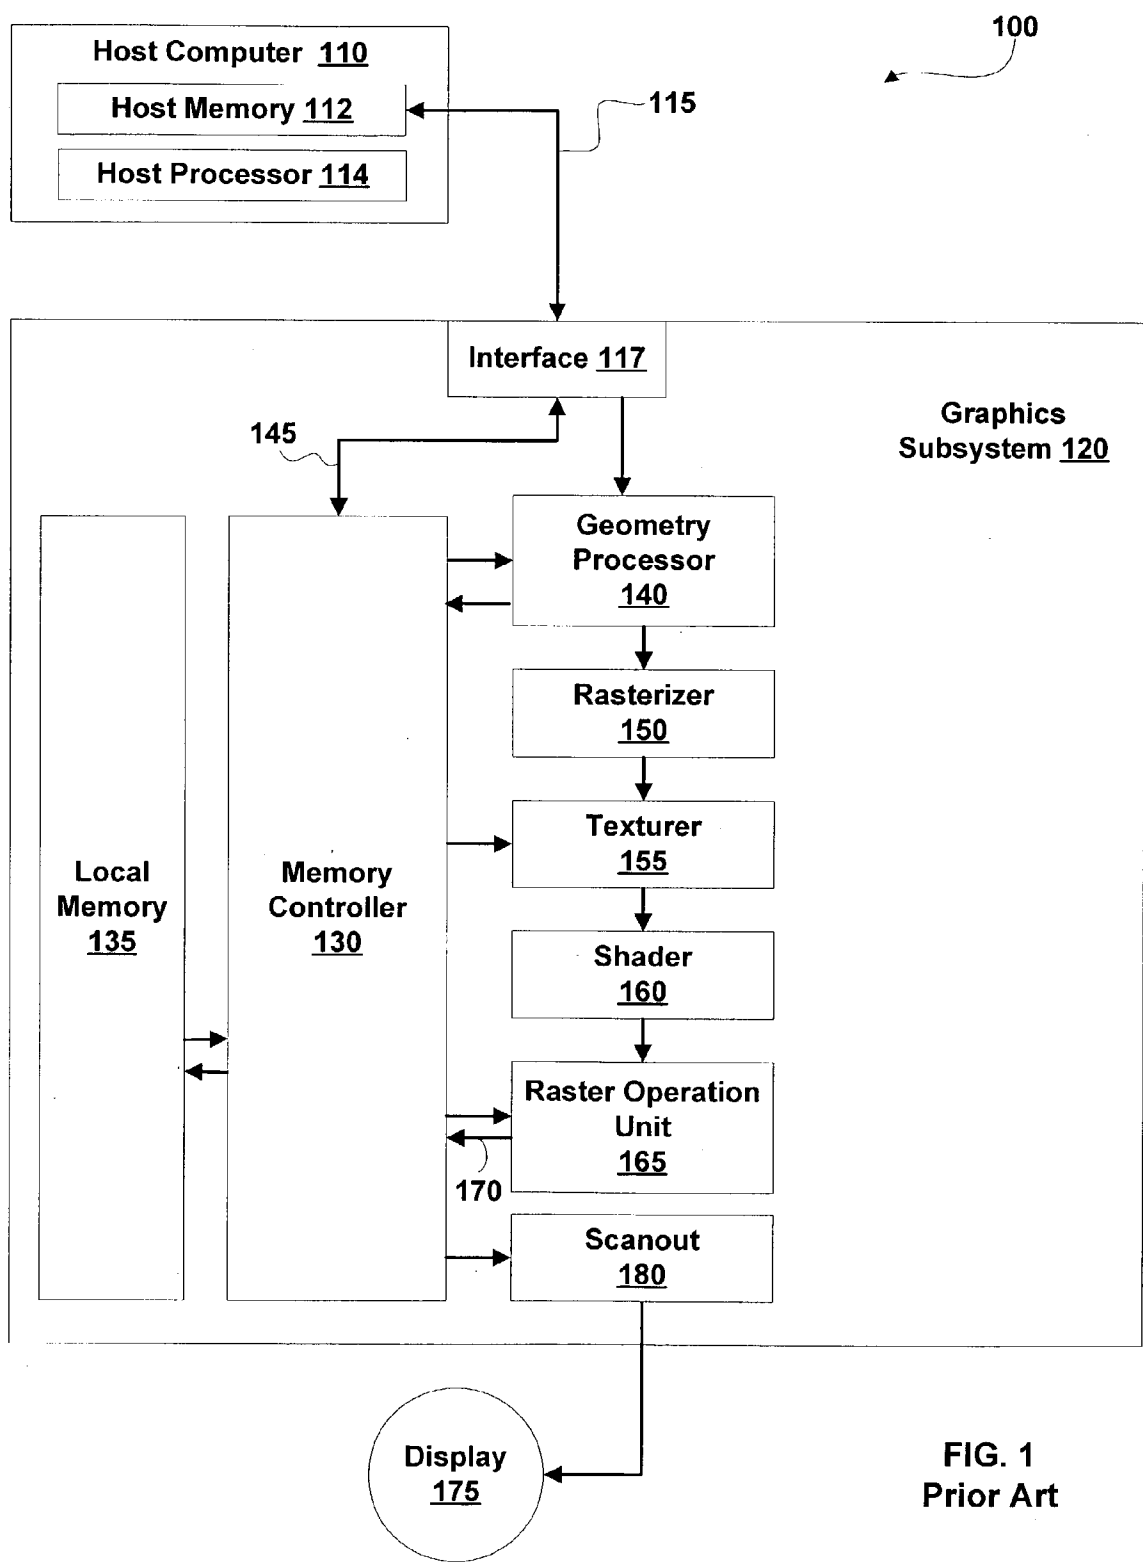 100
Host Computer 110
Host Memory 112
115
Host Processor 114
Interface 117
Graphics
Subsystem 120
145
Geometry
Processor
140
Rasterizer
150
Texturer
155
Local
Memory
135
Memory
Controller
130
Shader
160
Raster Operation
Unit
165
170
Scanout
180
Display
175
FIG. 1
Prior Art